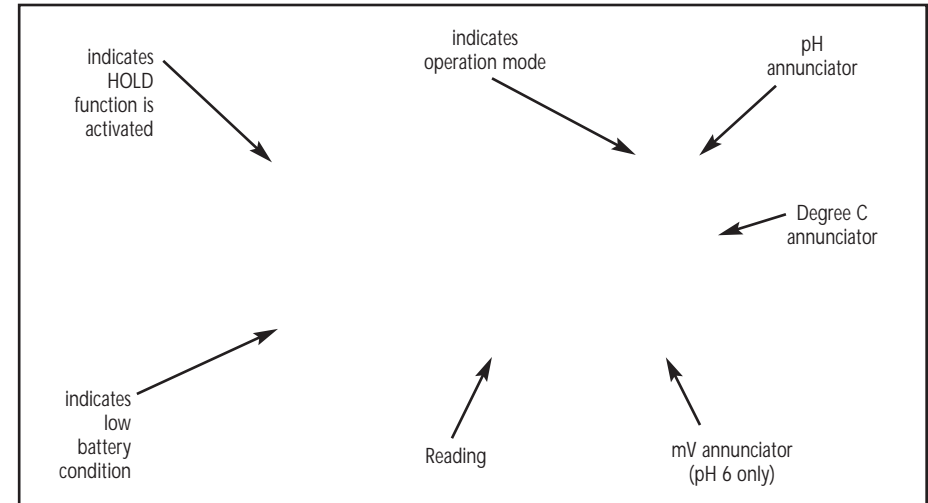 indicates
HOLD
function is
activated
indicates
operation mode
pH
annunciator
Degree C
annunciator
indicates
low
battery
condition
Reading
mV annunciator
(pH 6 only)